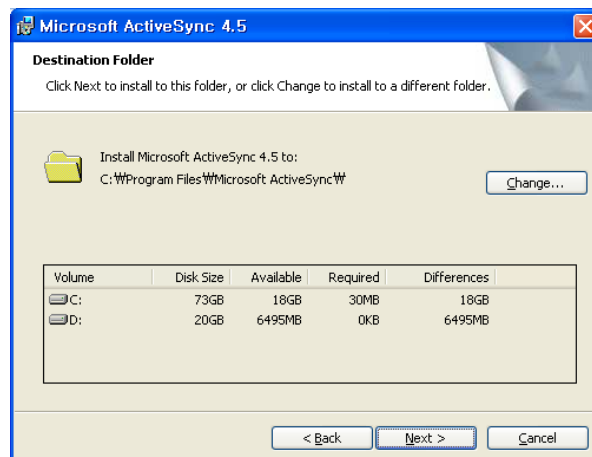 Microsoft ActiveSync 4.5
Destination Folder
Click Next to install to this folder, or click Change to install to a different folder.
Install Microsoft ActiveSync 4.5 to:
C:₩Program Files₩Microsoft ActiveSync₩
Change...
Volume Disk Size Available Required Differences
C: 73GB 18GB 30MB 18GB
D: 20GB 6495MB 0KB 6495MB
< Back Next > Cancel